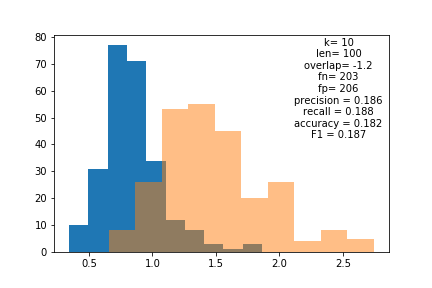 80
70
60
50
40
30
20
10
0
0.5 1.0 1.5 2.0 2.5
k= 10
len= 100
overlap= -1.2
fn= 203
fp= 206
precision = 0.186
recall = 0.188
accuracy = 0.182
F1 = 0.187